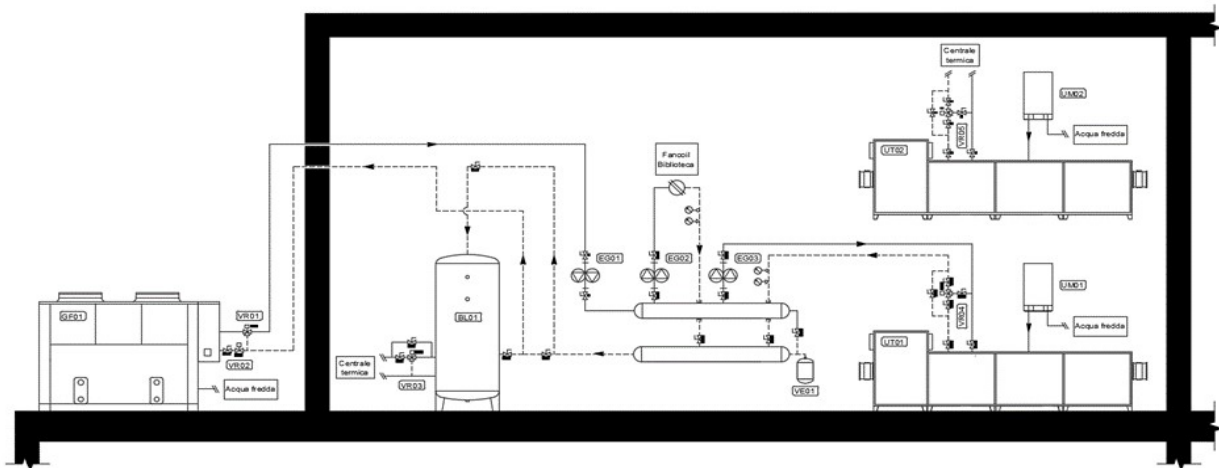 Centrale
termica
UM02
Acqua fredda
VR05
UT02
Fancoil
Biblioteca
EG01
EG02
EG03
UM01
Acqua fredda
VR04
UT01
GF01
VR01
VR02
Acqua fredda
BL01
Centrale
termica
VR03
VE01